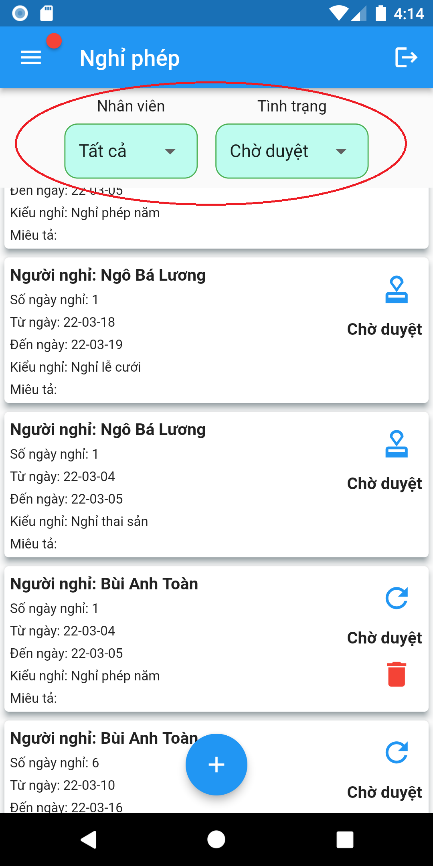 4:14
Nghỉ phép
Nhân viên
Tình trạng
Tất cả
Chờ duyệt
Đến ngày: 22-03-05
Kiểu nghỉ: Nghỉ phép năm
Miêu tả:
Người nghỉ: Ngô Bá Lương
Số ngày nghỉ: 1
Từ ngày: 22-03-18
Chờ duyệt
Đến ngày: 22-03-19
Kiểu nghỉ: Nghỉ lễ cưới
Miêu tả:
Người nghỉ: Ngô Bá Lương
Số ngày nghỉ: 1
Từ ngày: 22-03-04
Chờ duyệt
Đến ngày: 22-03-05
Kiểu nghỉ: Nghỉ thai sản
Miêu tả:
Người nghỉ: Bùi Anh Toàn
Số ngày nghỉ: 1
Từ ngày: 22-03-04
Chờ duyệt
Đến ngày: 22-03-05
Kiểu nghỉ: Nghỉ phép năm
Miêu tả:
Người nghỉ: Bùi Anh Toàn
Số ngày nghỉ: 6
Từ ngày: 22-03-10
Chờ duyệt
Đến ngày: 22-03-16